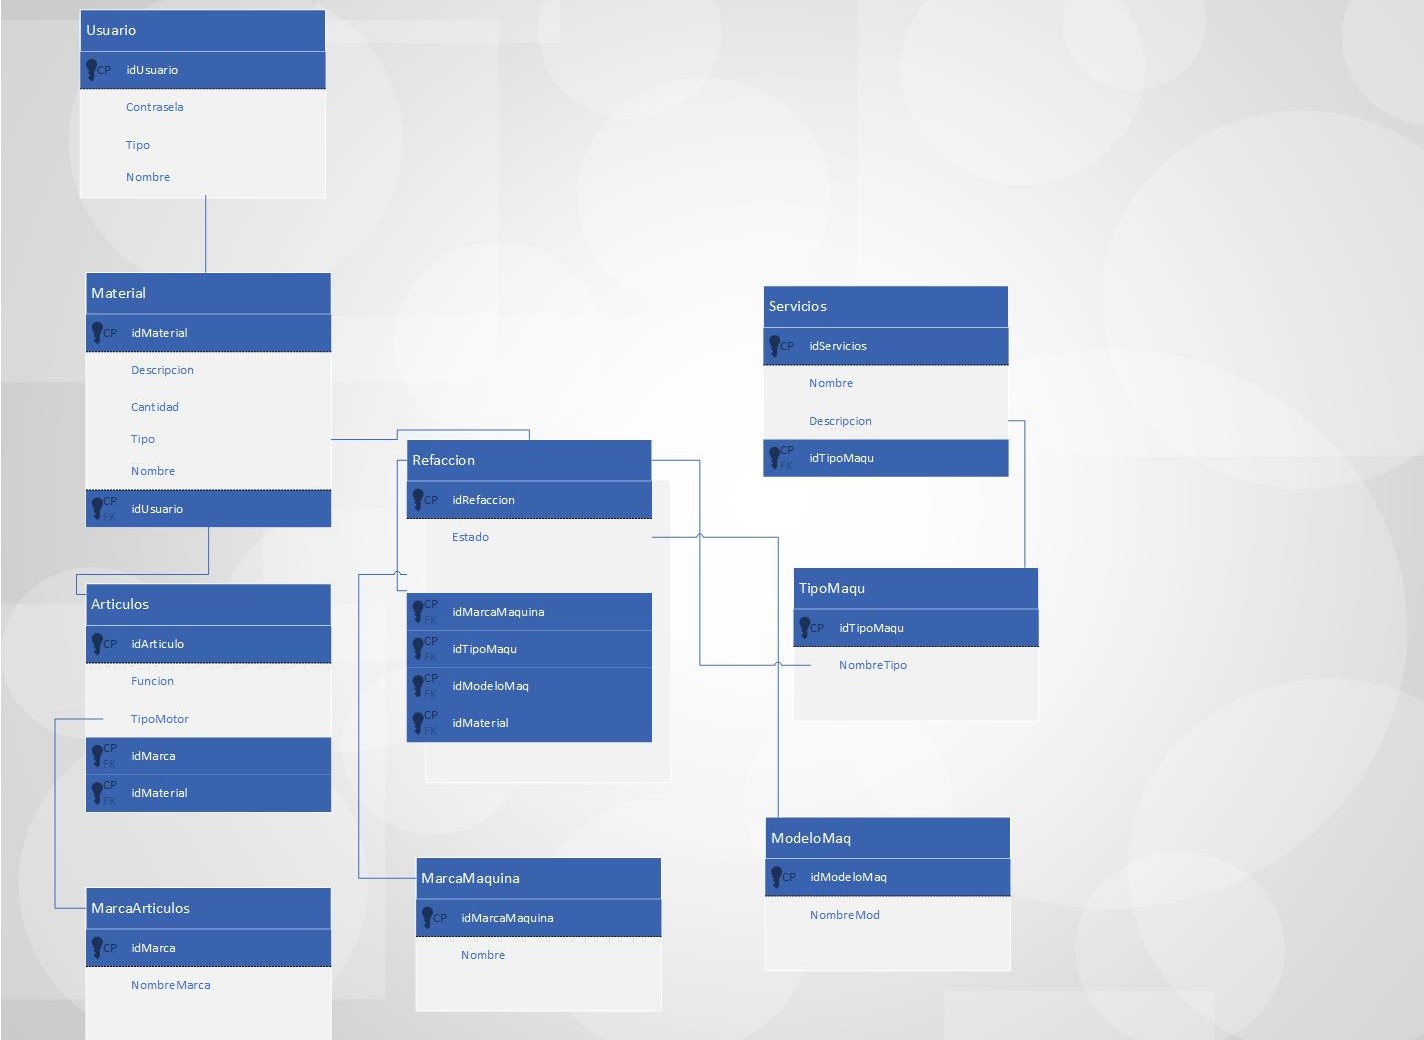 Usuario
CP idUsuario
Contrasela
Tipo
Nombre
Material
CP idMaterial
Descripcion
Cantidad
Tipo
Nombre
CP
FK idUsuario
Articulos
CP idArticulo
Funcion
TipoMotor
CP
FK idMarca
CP
FK idMaterial
MarcaArticulos
CP idMarca
NombreMarca
Refaccion
CP idRefaccion
Estado
CP
FK idMarcaMaquina
CP
FK idTipoMaqu
CP
FK idModeloMaq
CP
FK idMaterial
MarcaMaquina
CP idMarcaMaquina
Nombre
Servicios
CP idServicios
Nombre
Descripcion
CP
FK idTipoMaqu
TipoMaqu
CP idTipoMaqu
NombreTipo
ModeloMaq
CP idModeloMaq
NombreMod